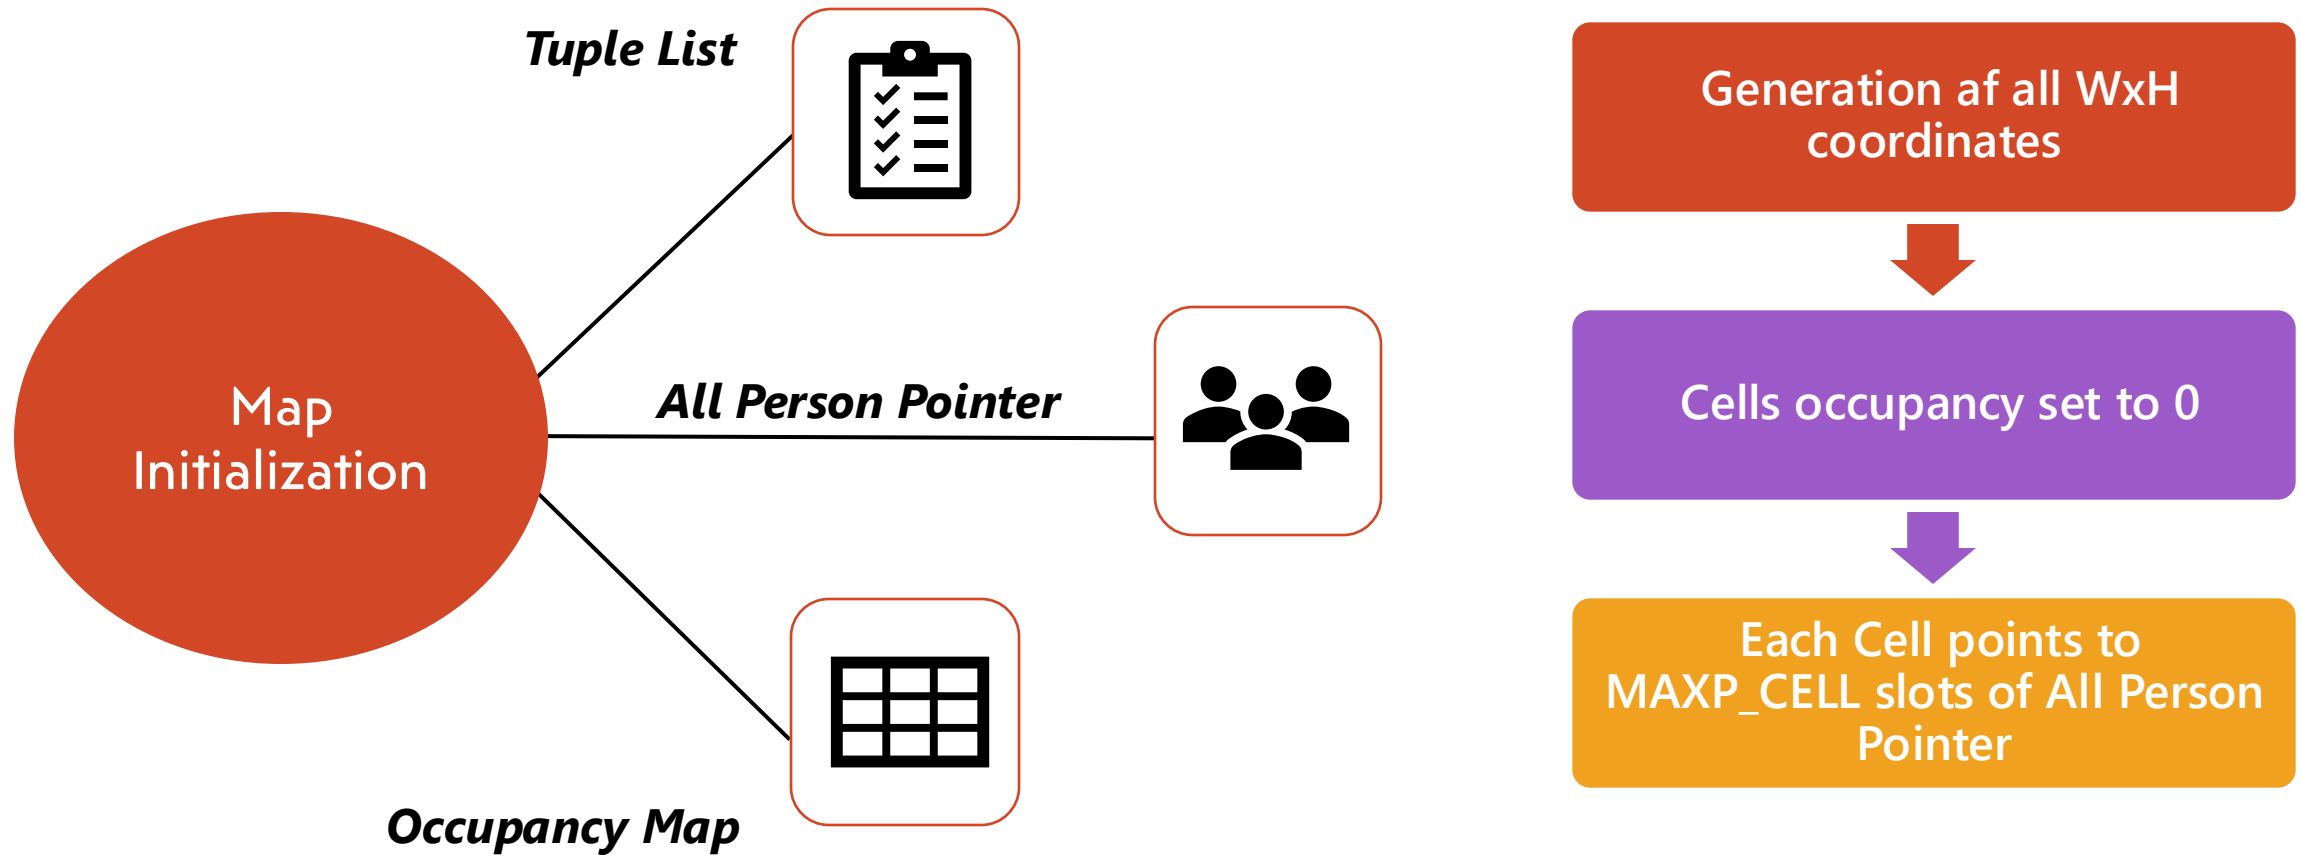 Tuple List
All Person Pointer
Map
Initialization
Occupancy Map
Generation af all WxH
coordinates
Cells occupancy set to 0
Each Cell points to
MAXP_CELL slots of All Person
Pointer